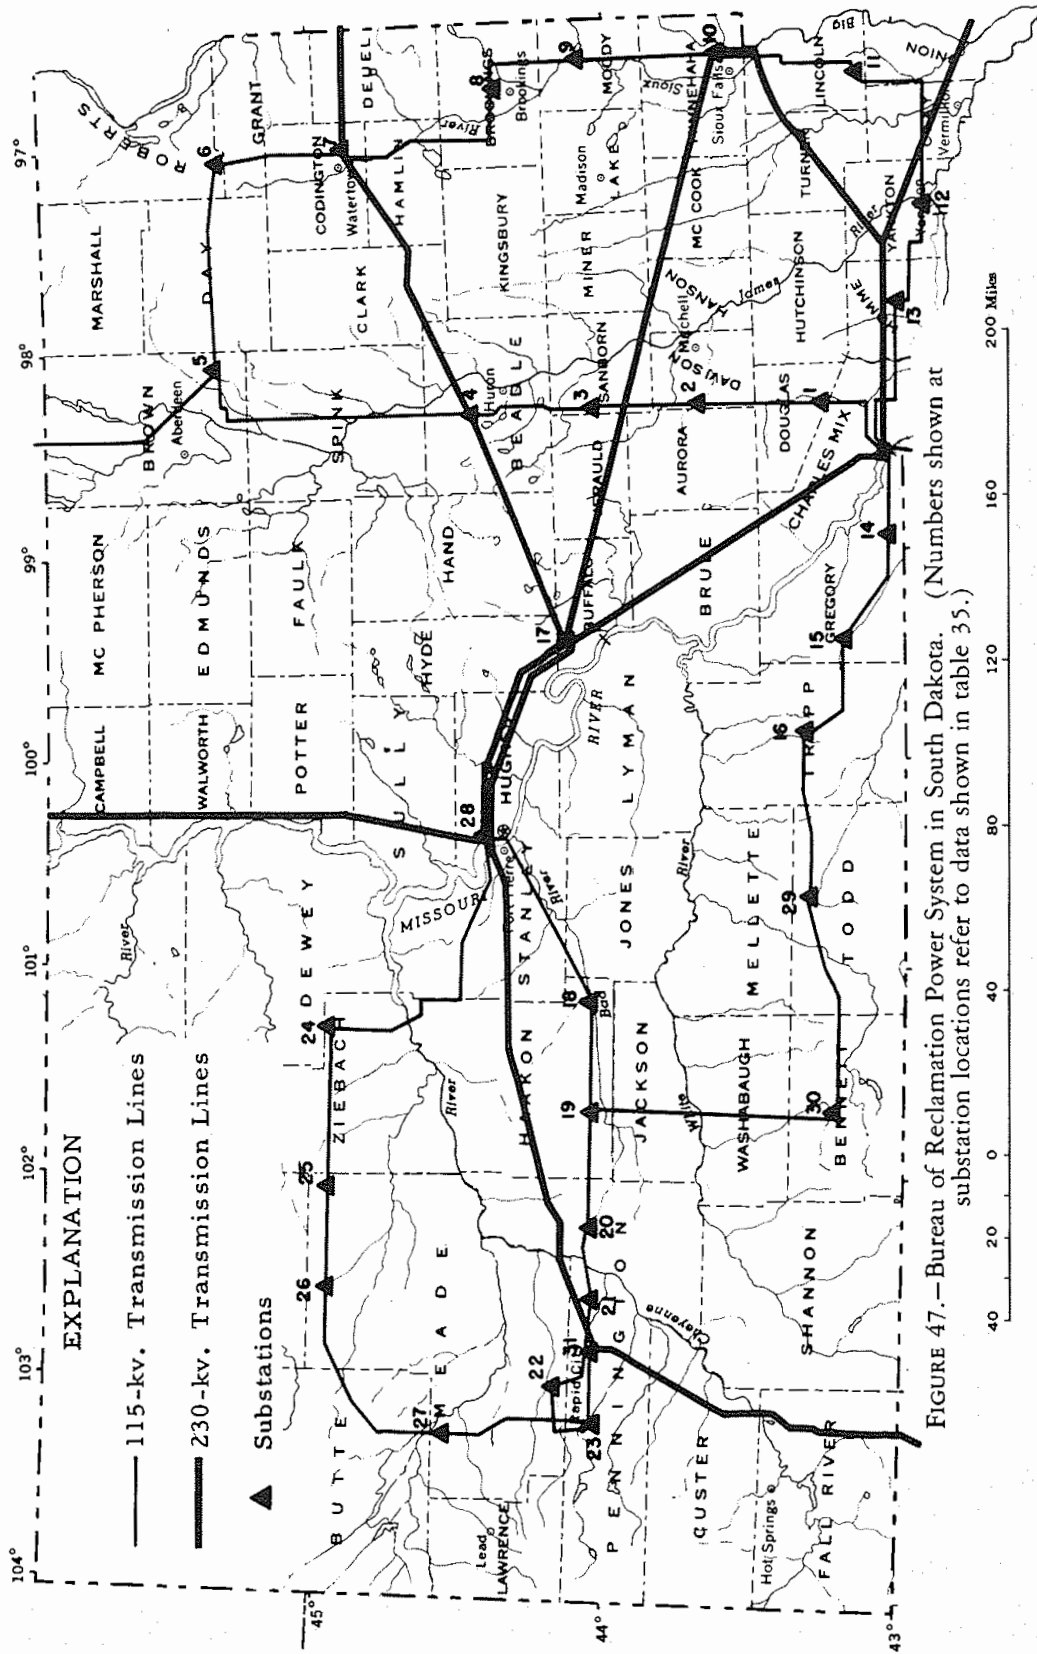 104°
103°
102°
101°
100°
99°
98°
97°
45°
44°
43°
EXPLANATION
115-kv. Transmission Lines
230-kv. Transmission Lines
Substations
CAMPBELL
MC PHERSON
MARSHALL
ROBERTS
WALWORTH
EDMUNDS
BROWN
Aberdeen
DAY
GRANT
5
6
POTTER
FAULK
SPINK
CLARK
CODINGTON
Watertown
7
DEUEL
HAMLIN
BUTTE
ZIEBACH
DEWEY
River
24
25
26
27
MEADE
River
MISSOURI
SULLY
HYDE
HAND
BEADLE
Huron
4
KINGSBURY
River
BROOKINGS
Brookings
8
Lead
LAWRENCE
HAAKON
STANLEY
Fort Pierre
28
HUGHES
17
BUFFALO
JERAULD
SANBORN
3
MINER
Madison
LAKE
MOODY
9
River
Bad
18
19
20
21
31
22
23
Rapid City
PENNINGTON
Cheyenne
JACKSON
JONES
LYMAN
RIVER
BRULE
AURORA
2
Mitchell
DAVISON
HANSON
James
MC COOK
MINNEHAHA
Sioux
Sioux Falls
10
CUSTER
Hot Springs
FALL RIVER
SHANNON
WASHABAUGH
White
River
MELLETTE
BENNETT
30
TODD
29
TRIPP
16
15
GREGORY
14
CHARLES MIX
DOUGLAS
1
HUTCHINSON
TURNER
LINCOLN
11
Big
UNION
River
YANKTON
Yankton
12
13
CLAY
Vermillion
40
20
0
40
80
120
160
200 Miles
FIGURE 47.—Bureau of Reclamation Power System in South Dakota. (Numbers shown at
substation locations refer to data shown in table 35.)